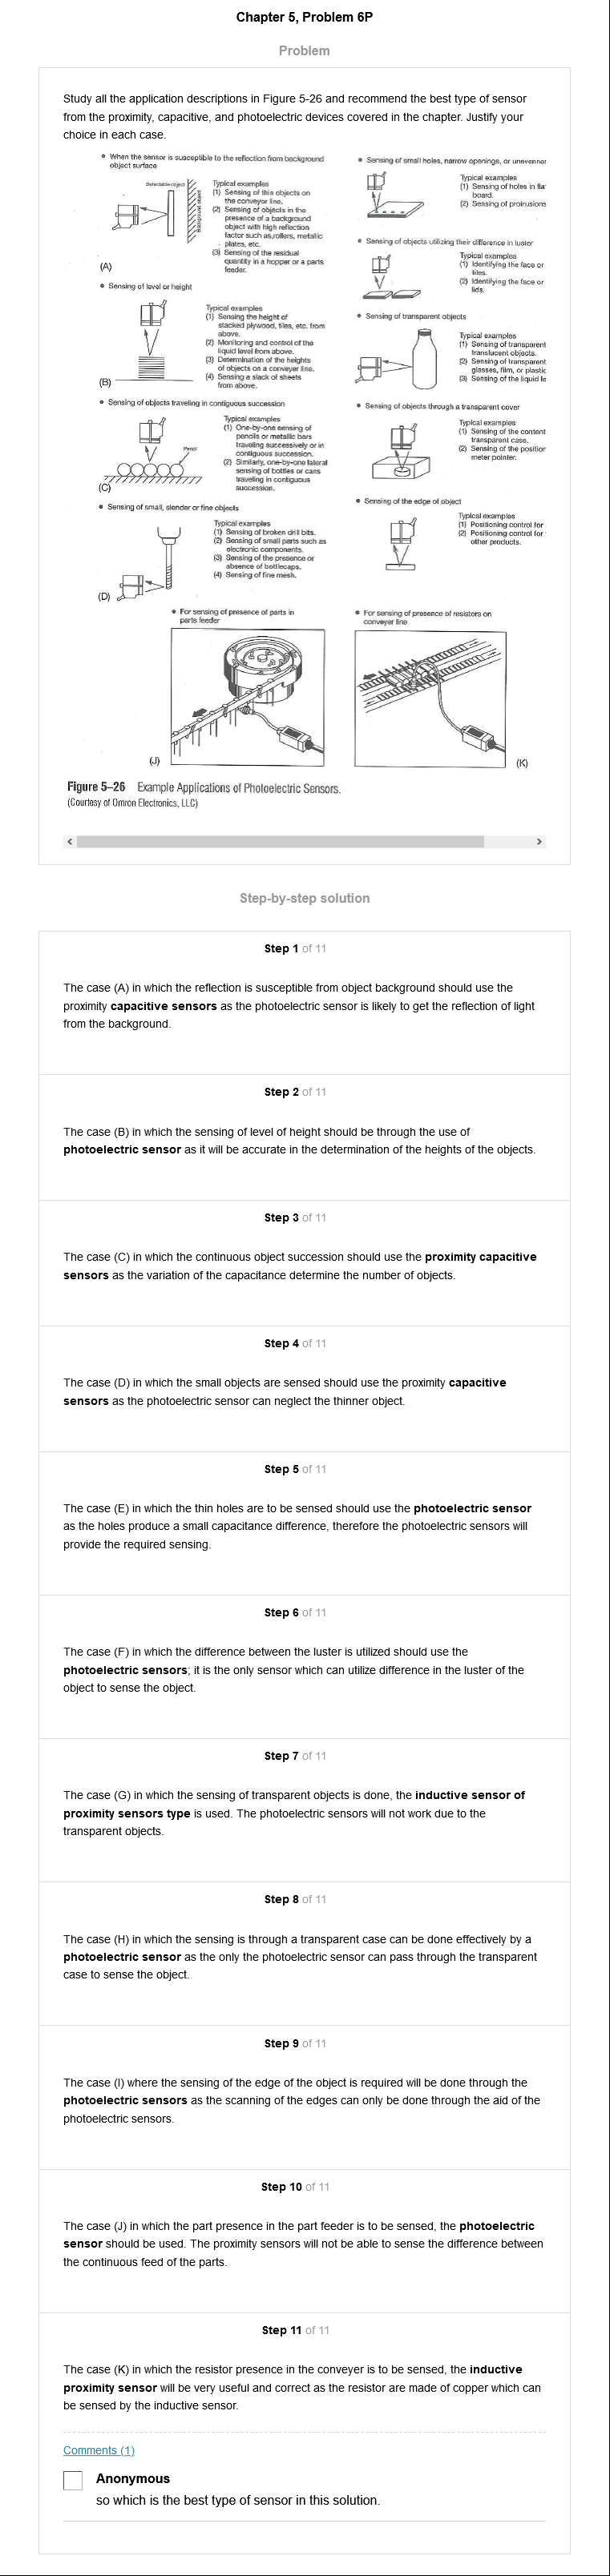 Chapter 5, Problem 6P
Problem
Study all the application descriptions in Figure 5-26 and recommend the best type of sensor
from the proximity, capacitive, and photoelectric devices covered in the chapter. Justify your
choice in each case.
• When the sensor is susceptible to the reflection from background
object surface
Detectable object
Background object
Typical examples
(1) Sensing of thin objects on
the conveyor line.
(2) Sensing of objects in the
presence of a background
object with high reflection
factor such as rollers, metallic
plates, etc.
(3) Sensing of the residual
quantity in a hopper or a parts
feeder.
(A)
• Sensing of level or height
Typical examples
(1) Sensing the height of
stacked plywood, tiles, etc. from
above.
(2) Monitoring and control of the
liquid level from above.
(3) Determination of the heights
of objects on a conveyor line.
(4) Sensing a slack of sheets
from above.
(B)
• Sensing of objects traveling in contiguous succession
Pencil
Typical examples
(1) One-by-one sensing of
pencils or metallic bars
traveling successively or in
contiguous succession.
(2) Similarly, one-by-one lateral
sensing of bottles or cans
traveling in contiguous
succession.
(C)
• Sensing of small, slender or fine objects
Typical examples
(1) Sensing of broken drill bits.
(2) Sensing of small parts such as
electronic components.
(3) Sensing of the presence or
absence of bottlecaps.
(4) Sensing of fine mesh.
(D)
• Sensing of small holes, narrow openings, or unevenner
Typical examples
(1) Sensing of holes in flat
board.
(2) Sensing of protrusions
• Sensing of objects utilizing their difference in luster
Typical examples
(1) Identifying the face or
tiles.
(2) Identifying the face or
lids.
• Sensing of transparent objects
Typical examples
(1) Sensing of transparent
translucent objects.
(2) Sensing of transparent
glasses, film, or plastic
(3) Sensing of the liquid le
• Sensing of objects through a transparent cover
Typical examples
(1) Sensing of the content
transparent case.
(2) Sensing of the position
meter pointer.
• Sensing of the edge of object
Typical examples
(1) Positioning control for
(2) Positioning control for
other products.
• For sensing of presence of parts in
parts feeder
(J)
• For sensing of presence of resistors on
conveyer line
(K)
Figure 5–26 Example Applications of Photoelectric Sensors.
(Courtesy of Omron Electronics, LLC)
Step-by-step solution
Step 1 of 11
The case (A) in which the reflection is susceptible from object background should use the
proximity capacitive sensors as the photoelectric sensor is likely to get the reflection of light
from the background.
Step 2 of 11
The case (B) in which the sensing of level of height should be through the use of
photoelectric sensor as it will be accurate in the determination of the heights of the objects.
Step 3 of 11
The case (C) in which the continuous object succession should use the proximity capacitive
sensors as the variation of the capacitance determine the number of objects.
Step 4 of 11
The case (D) in which the small objects are sensed should use the proximity capacitive
sensors as the photoelectric sensor can neglect the thinner object.
Step 5 of 11
The case (E) in which the thin holes are to be sensed should use the photoelectric sensor
as the holes produce a small capacitance difference, therefore the photoelectric sensors will
provide the required sensing.
Step 6 of 11
The case (F) in which the difference between the luster is utilized should use the
photoelectric sensors; it is the only sensor which can utilize difference in the luster of the
object to sense the object.
Step 7 of 11
The case (G) in which the sensing of transparent objects is done, the inductive sensor of
proximity sensors type is used. The photoelectric sensors will not work due to the
transparent objects.
Step 8 of 11
The case (H) in which the sensing is through a transparent case can be done effectively by a
photoelectric sensor as the only the photoelectric sensor can pass through the transparent
case to sense the object.
Step 9 of 11
The case (I) where the sensing of the edge of the object is required will be done through the
photoelectric sensors as the scanning of the edges can only be done through the aid of the
photoelectric sensors.
Step 10 of 11
The case (J) in which the part presence in the part feeder is to be sensed, the photoelectric
sensor should be used. The proximity sensors will not be able to sense the difference between
the continuous feed of the parts.
Step 11 of 11
The case (K) in which the resistor presence in the conveyer is to be sensed, the inductive
proximity sensor will be very useful and correct as the resistor are made of copper which can
be sensed by the inductive sensor.
Comments (1)
Anonymous
so which is the best type of sensor in this solution.